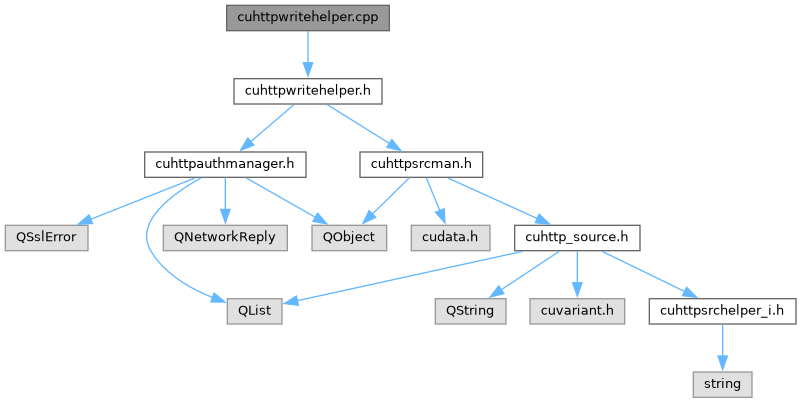 cuhttpwritehelper.cpp
cuhttpwritehelper.h
cuhttpauthmanager.h
cuhttpsrcman.h
QSslError
QNetworkReply
QObject
cudata.h
cuhttp_source.h
QList
QString
cuvariant.h
cuhttpsrchelper_i.h
string